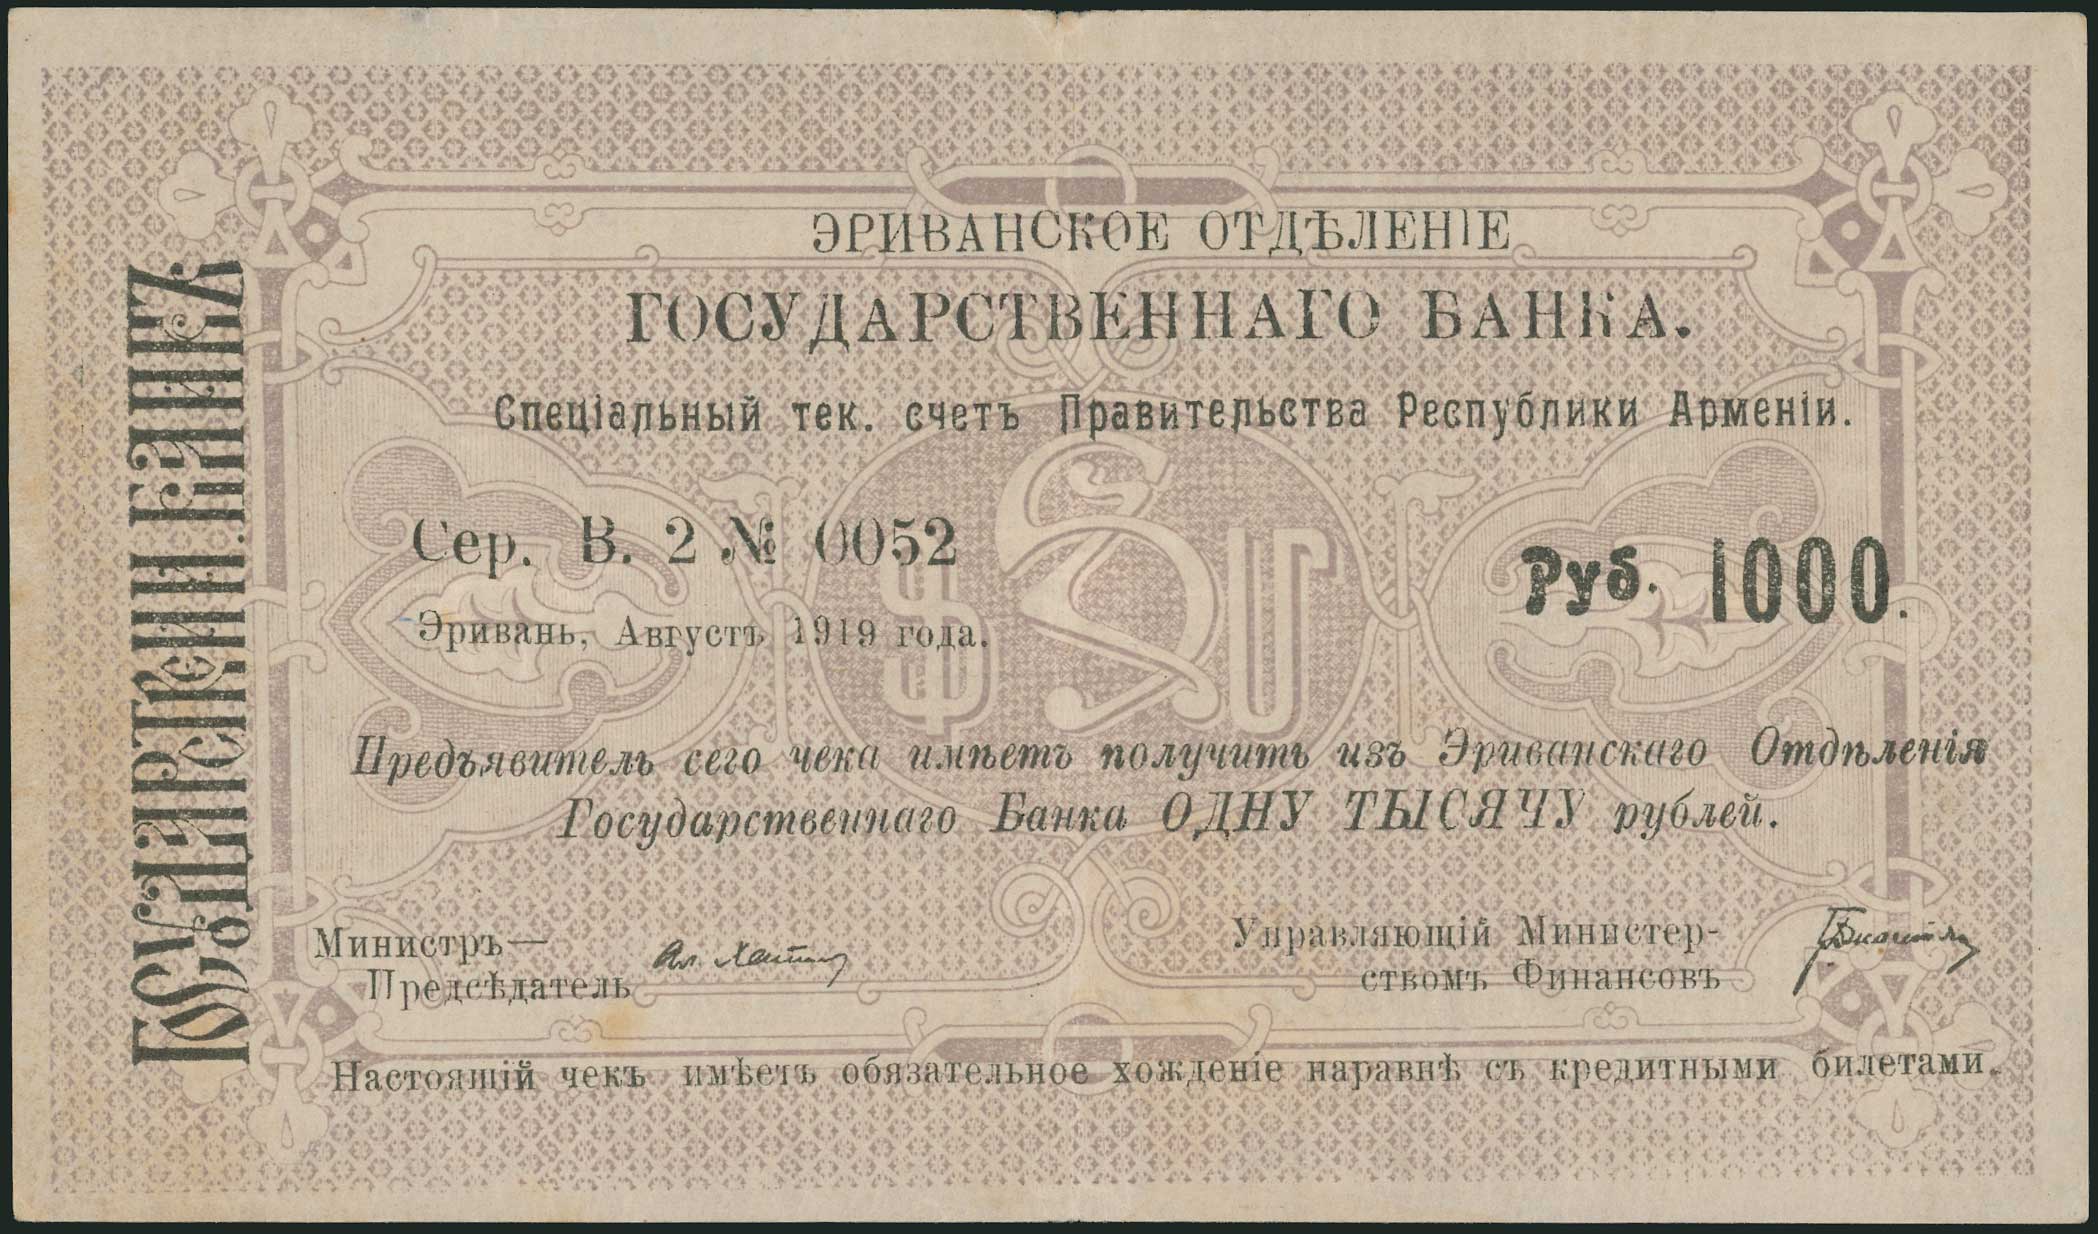 ГОСУДАРСТВЕН. БАНКЪ
ЭРИВАНСКОЕ ОТДѢЛЕНІЕ
ГОСУДАРСТВЕННАГО БАНКА.
Спеціальный тек. счетъ Правительства Республики Арменіи.
Сер. В. 2 № 0052
Руб. 1000.
Эривань, Августъ 1919 года.
Предъявитель сего чека имѣетъ получить изъ Эриванскаго Отдѣленія
Государственнаго Банка ОДНУ ТЫСЯЧУ рублей.
Министръ—
Предсѣдатель
Управляющій Министер-
ствомъ Финансовъ
Настоящій чекъ имѣетъ обязательное хожденіе наравнѣ съ кредитными билетами.